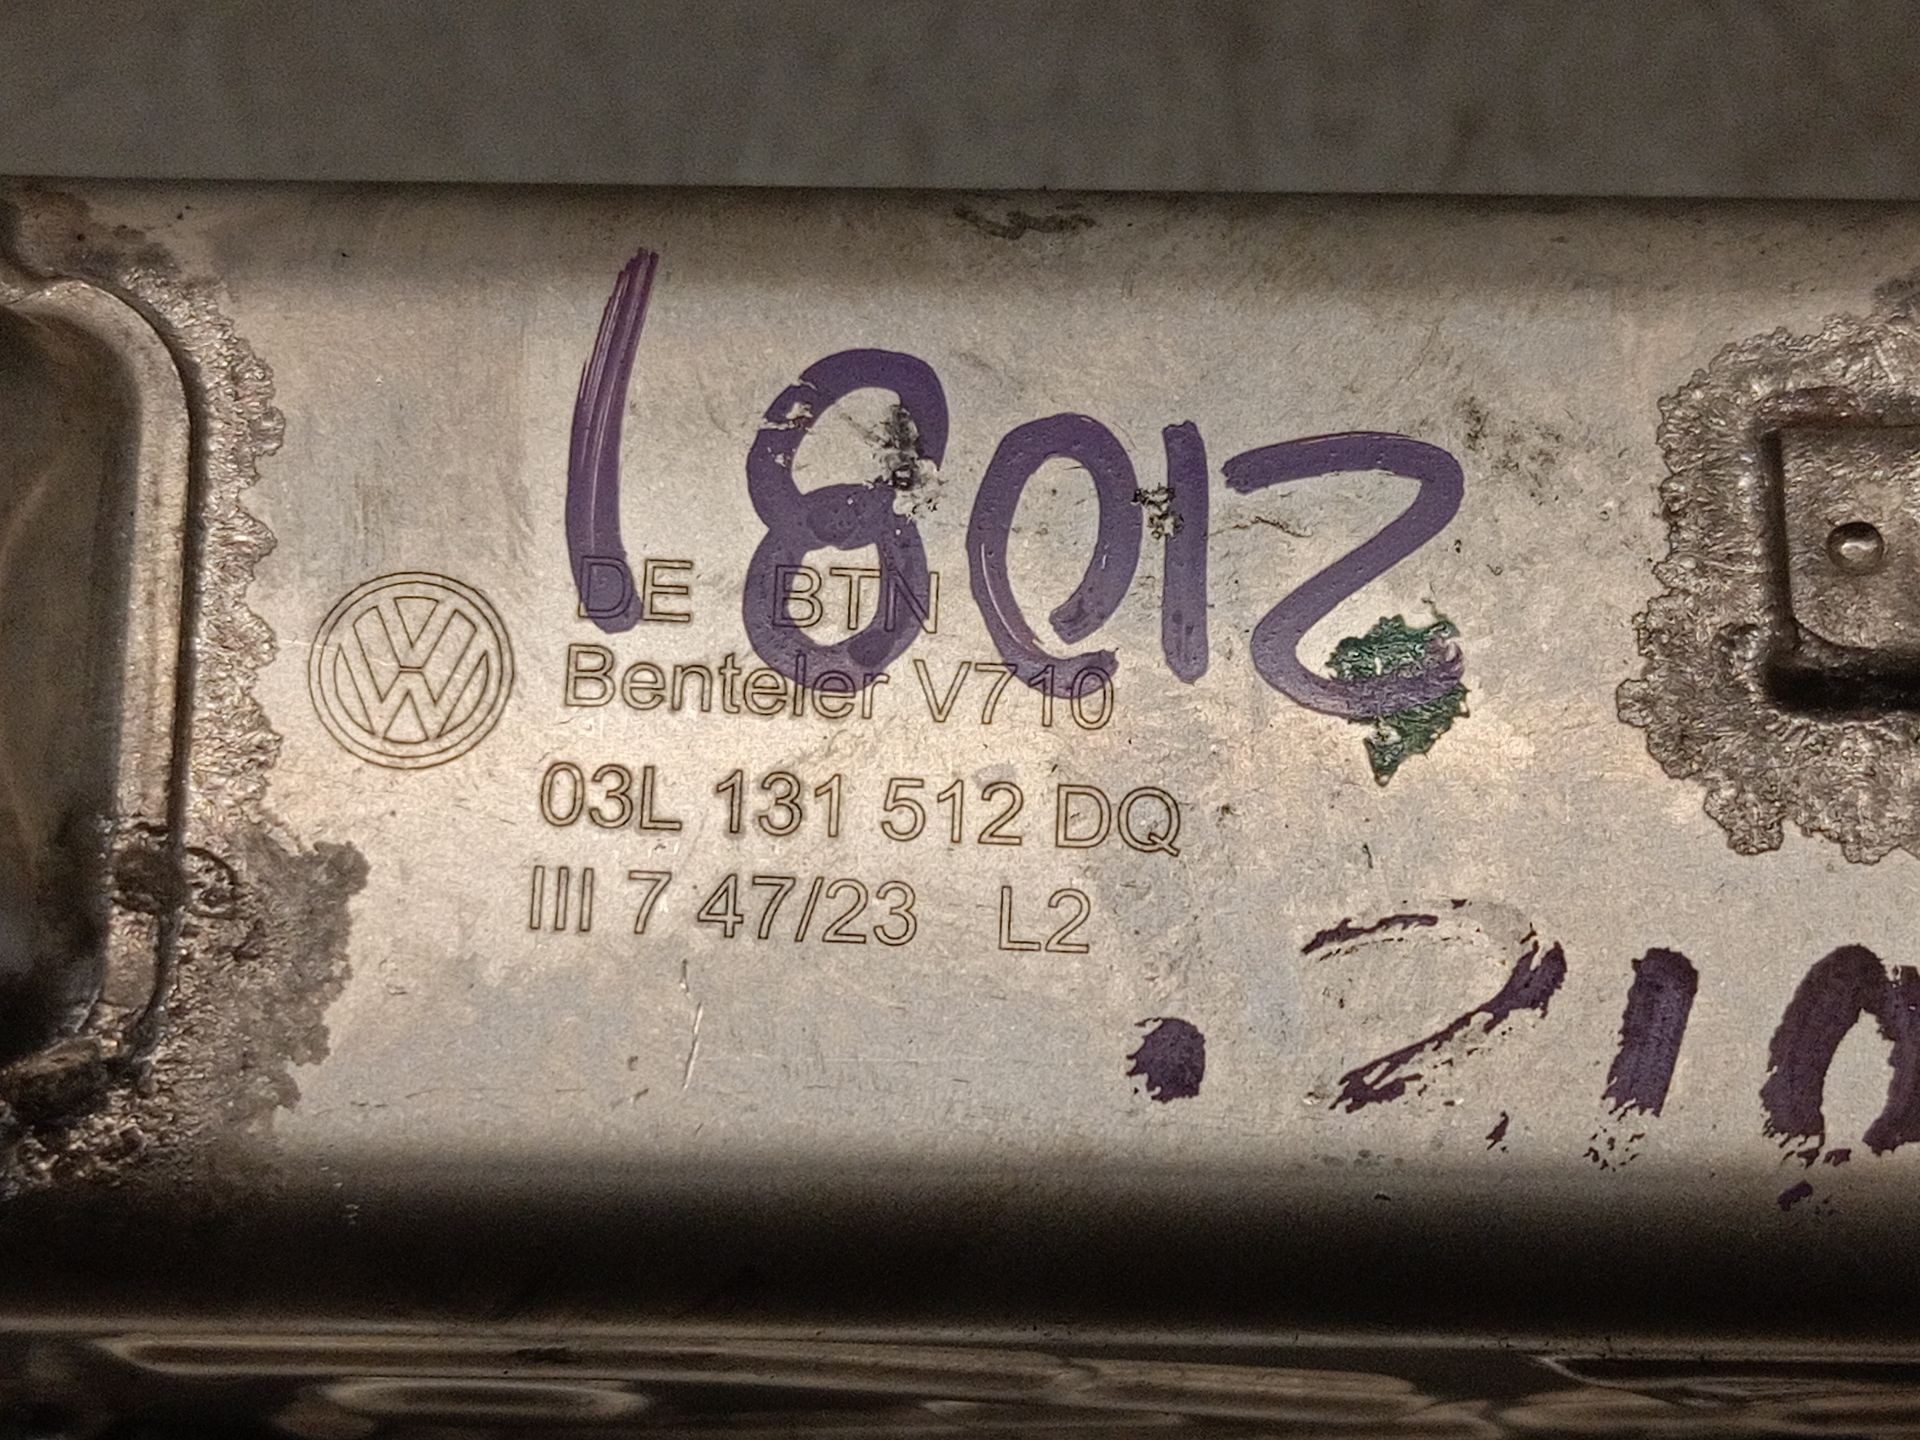 18012
DE BTN
Benteler V710
03L 131 512 DQ
III 7 47/23 L2